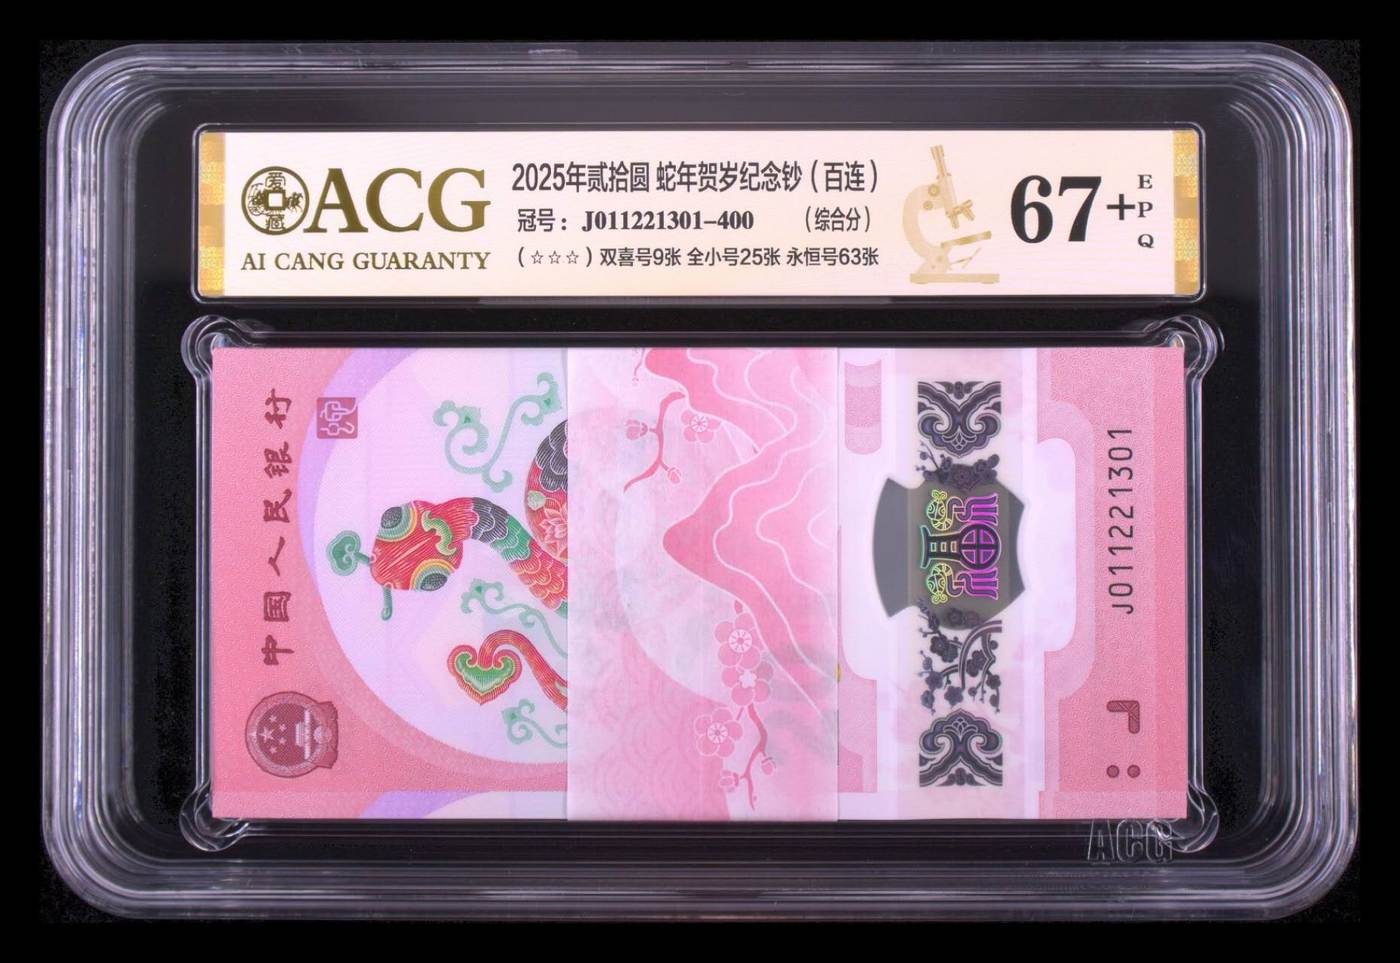 ACG
AI CANG GUARANTY
2025年贰拾圆 蛇年贺岁纪念钞（百连）
冠号：J011221301-400 （综合分）
（☆☆☆）双喜号9张 全小号25张 永恒号63张
67+
EPQ
中国人民银行
J011221301
ACG